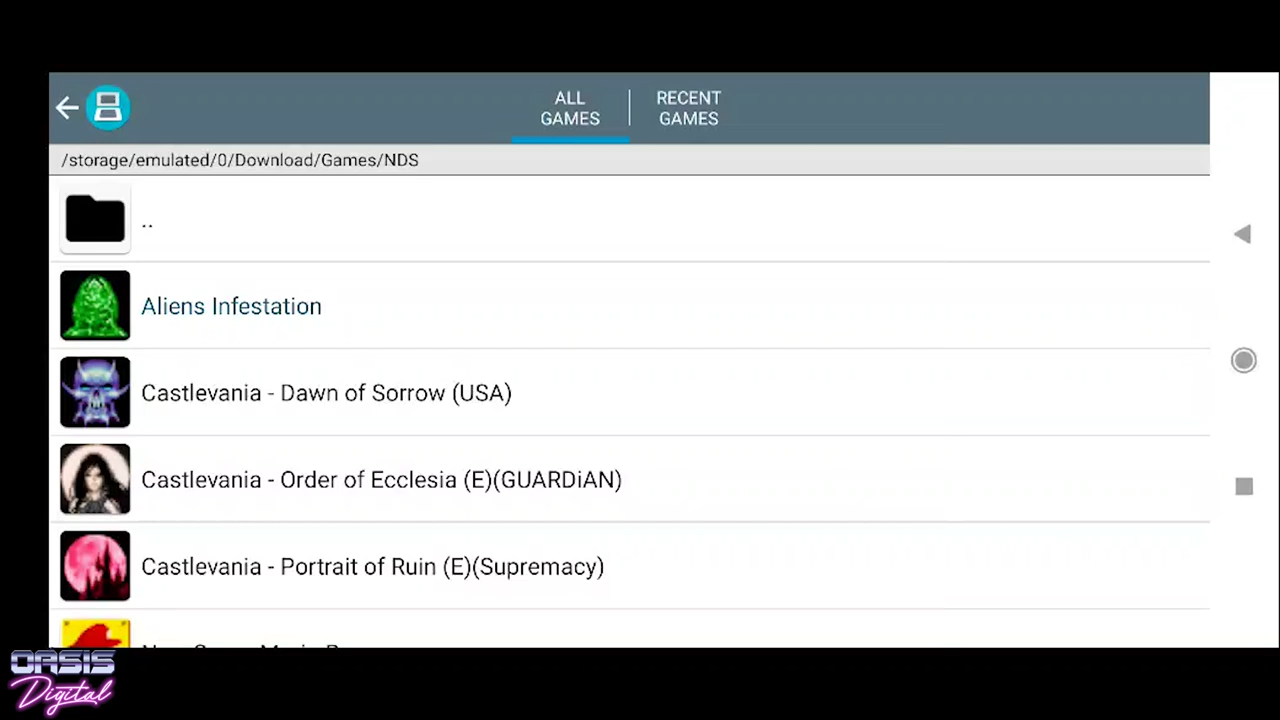 ALL
GAMES
RECENT
GAMES
/storage/emulated/0/Download/Games/NDS
..
Aliens Infestation
Castlevania - Dawn of Sorrow (USA)
Castlevania - Order of Ecclesia (E)(GUARDiAN)
Castlevania - Portrait of Ruin (E)(Supremacy)
OASIS
Digital